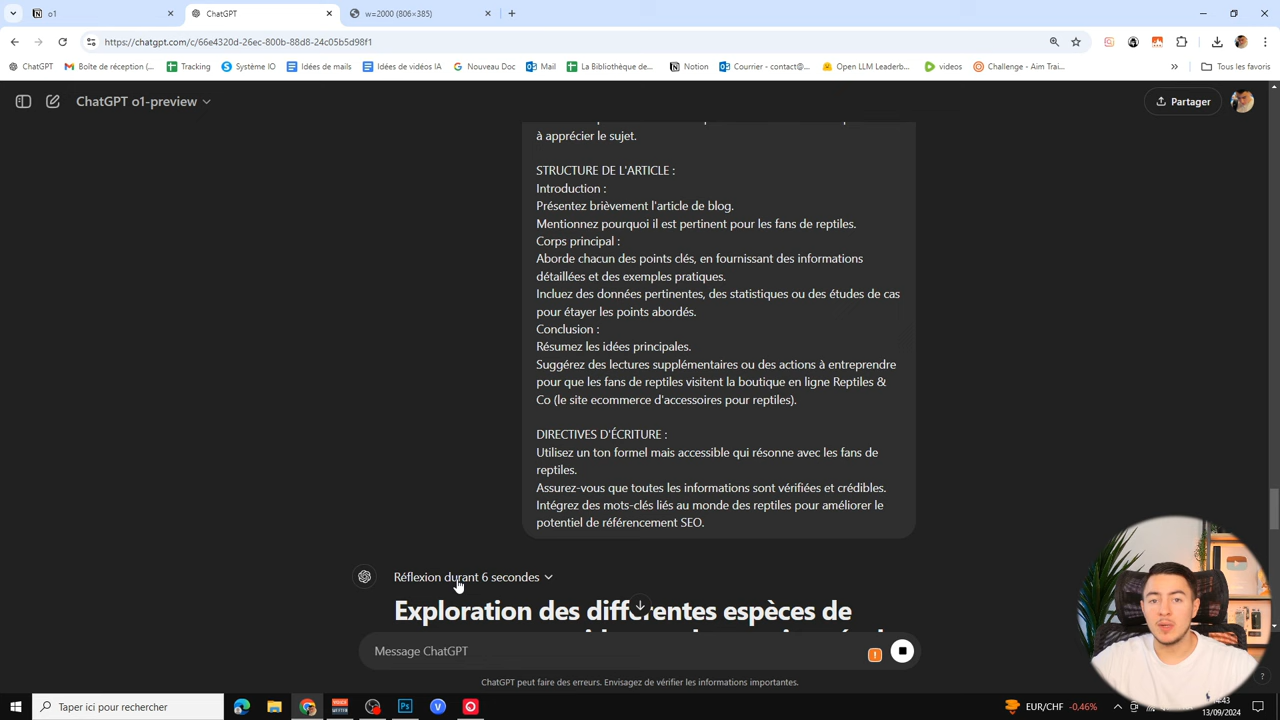 o1
ChatGPT
w=2000 (806×385)
https://chatgpt.com/c/66e4320d-26ec-800b-88d8-24c05b5d98f1
ChatGPT
Boîte de réception (...
Tracking
Système IO
Idées de mails
Idées de vidéos IA
Nouveau Doc
Mail
La Bibliothèque de...
Notion
Courrier - contact@...
Open LLM Leaderb...
videos
Challenge - Aim Trai...
»
Tous les favoris
ChatGPT o1-preview
Partager
à apprécier le sujet.
STRUCTURE DE L'ARTICLE :
Introduction :
Présentez brièvement l'article de blog.
Mentionnez pourquoi il est pertinent pour les fans de reptiles.
Corps principal :
Aborde chacun des points clés, en fournissant des informations
détaillées et des exemples pratiques.
Incluez des données pertinentes, des statistiques ou des études de cas
pour étayer les points abordés.
Conclusion :
Résumez les idées principales.
Suggérez des lectures supplémentaires ou des actions à entreprendre
pour que les fans de reptiles visitent la boutique en ligne Reptiles &
Co (le site ecommerce d'accessoires pour reptiles).
DIRECTIVES D'ÉCRITURE :
Utilisez un ton formel mais accessible qui résonne avec les fans de
reptiles.
Assurez-vous que toutes les informations sont vérifiées et crédibles.
Intégrez des mots-clés liés au monde des reptiles pour améliorer le
potentiel de référencement SEO.
Réflexion durant 6 secondes
Exploration des différentes espèces de
Message ChatGPT
ChatGPT peut faire des erreurs. Envisagez de vérifier les informations importantes.
Taper ici pour rechercher
EUR/CHF -0,46%
13/09/2024